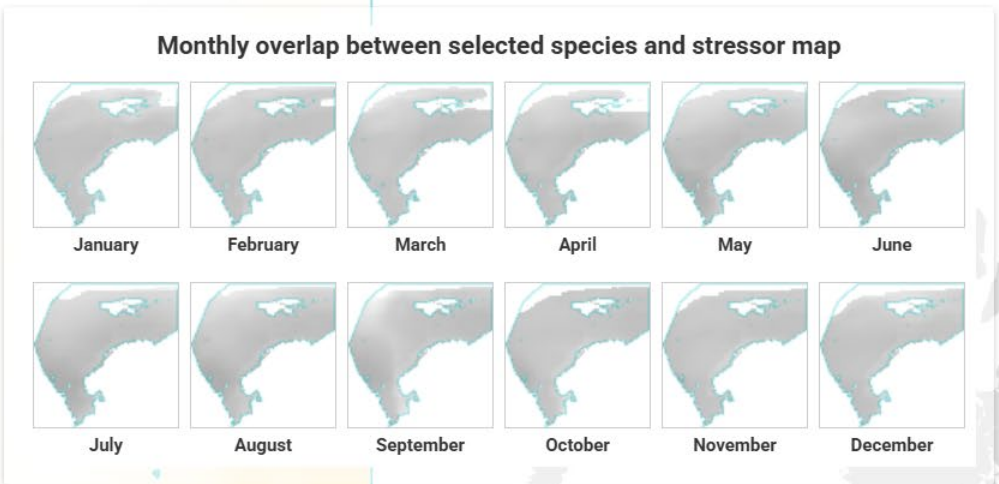 Monthly overlap between selected species and stressor map
January February March April May June
July August September October November December